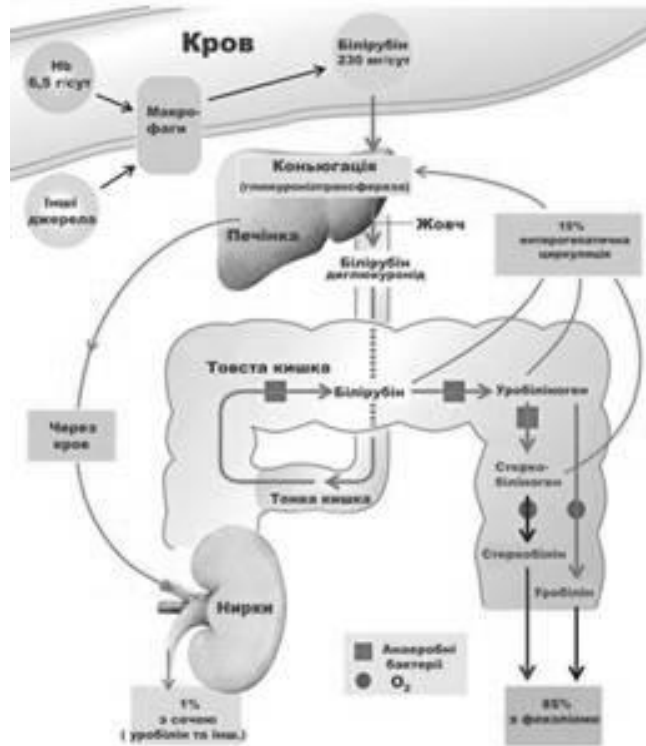 Кров
Hb
6,5 г/сут
Макро-
фаги
Білірубін
230 мг/сут
Інші
джерела
Коньюгація
(глюкуронілтрансфераза)
Печінка
Жовч
Білірубін
диглюкуронід
15%
ентерогепатична
циркуляція
Товста кишка
Білірубін
Уробіліноген
Через
кров
Стерко-
біліноген
Тонка кишка
Стеркобілін
Уробілін
Нирки
Анаеробні
бактерії
O₂
1%
з сечею
( уробілін та інш.)
85%
з фекаліями